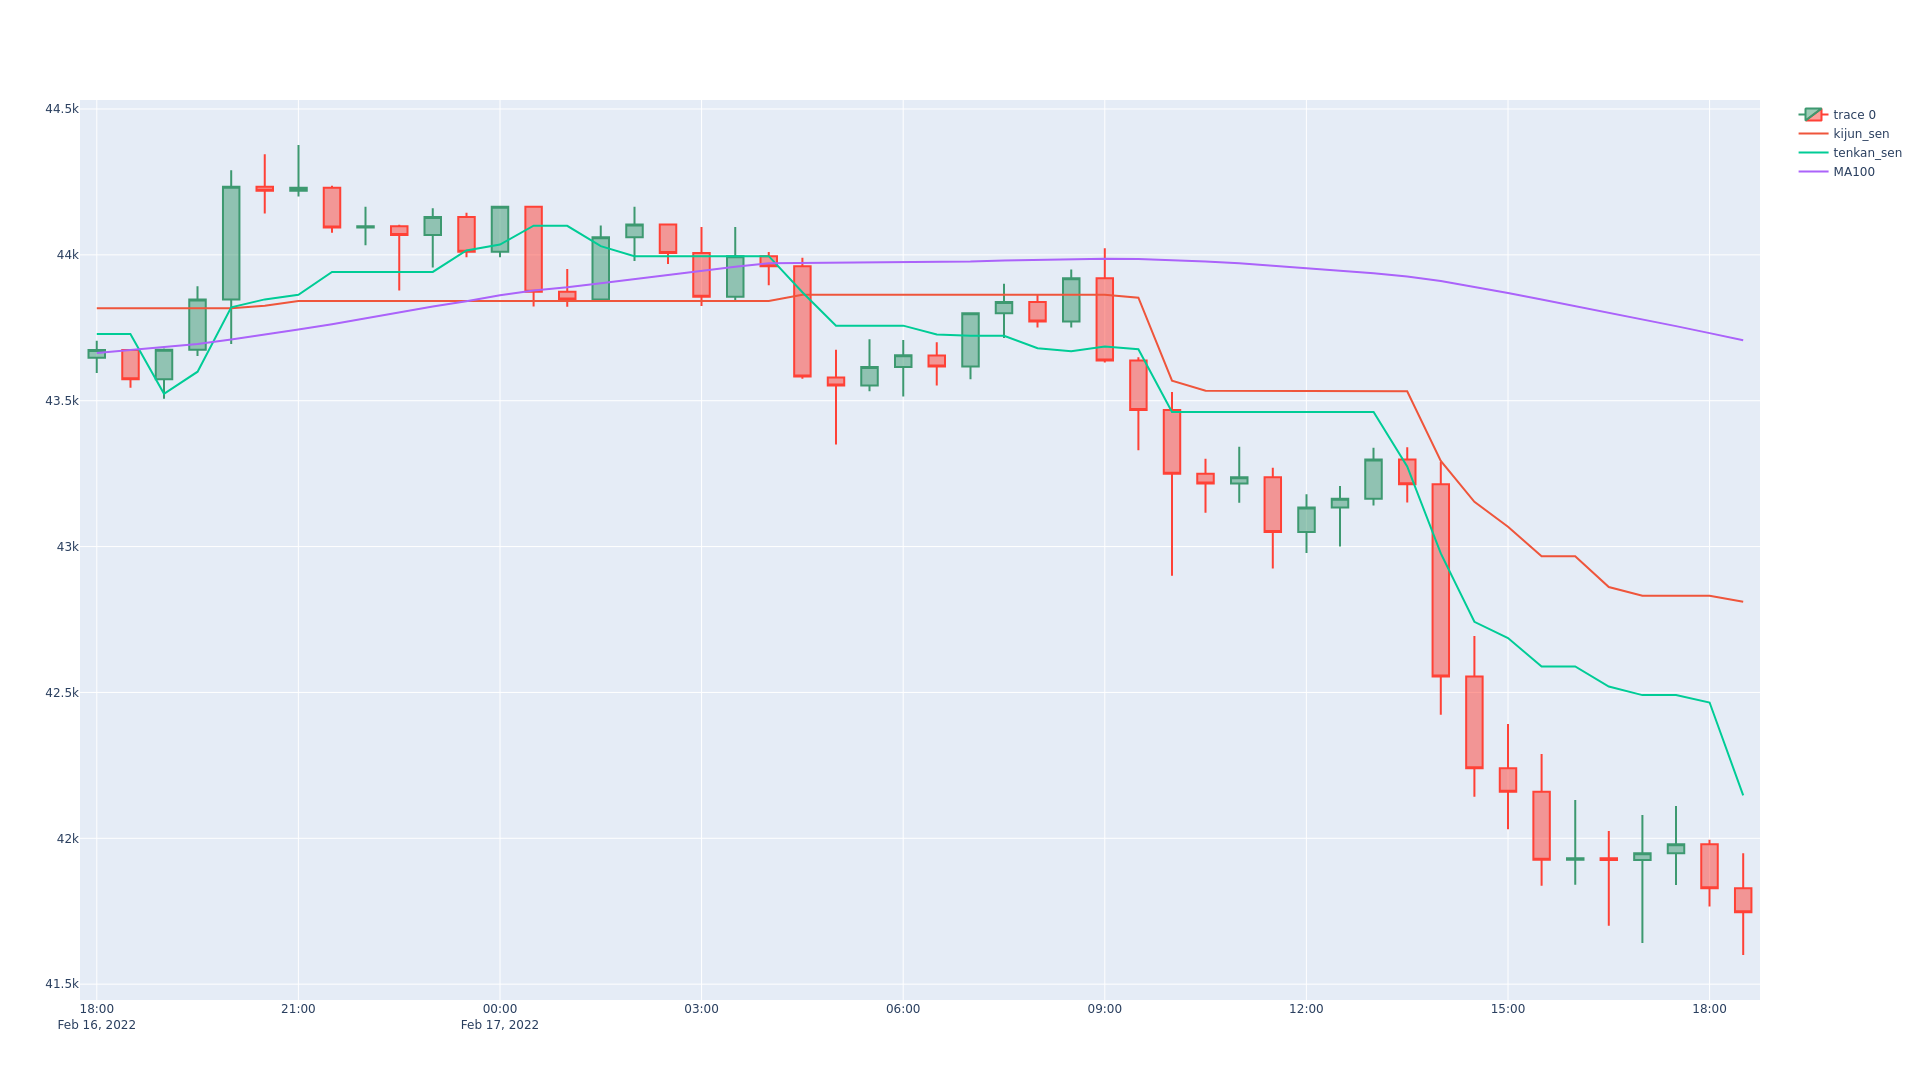 44.5k
44k
43.5k
43k
42.5k
42k
41.5k
18:00
Feb 16, 2022
21:00
00:00
Feb 17, 2022
03:00
06:00
09:00
12:00
15:00
18:00
trace 0
kijun_sen
tenkan_sen
MA100